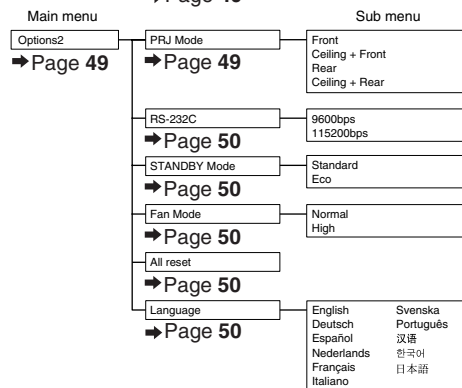 Main menu
Sub menu
Options2
➡Page 49
PRJ Mode
➡Page 49
Front
Ceiling + Front
Rear
Ceiling + Rear
RS-232C
➡Page 50
9600bps
115200bps
STANDBY Mode
➡Page 50
Standard
Eco
Fan Mode
➡Page 50
Normal
High
All reset
➡Page 50
Language
➡Page 50
English
Deutsch
Español
Nederlands
Français
Italiano
Svenska
Português
汉语
한국어
日本語